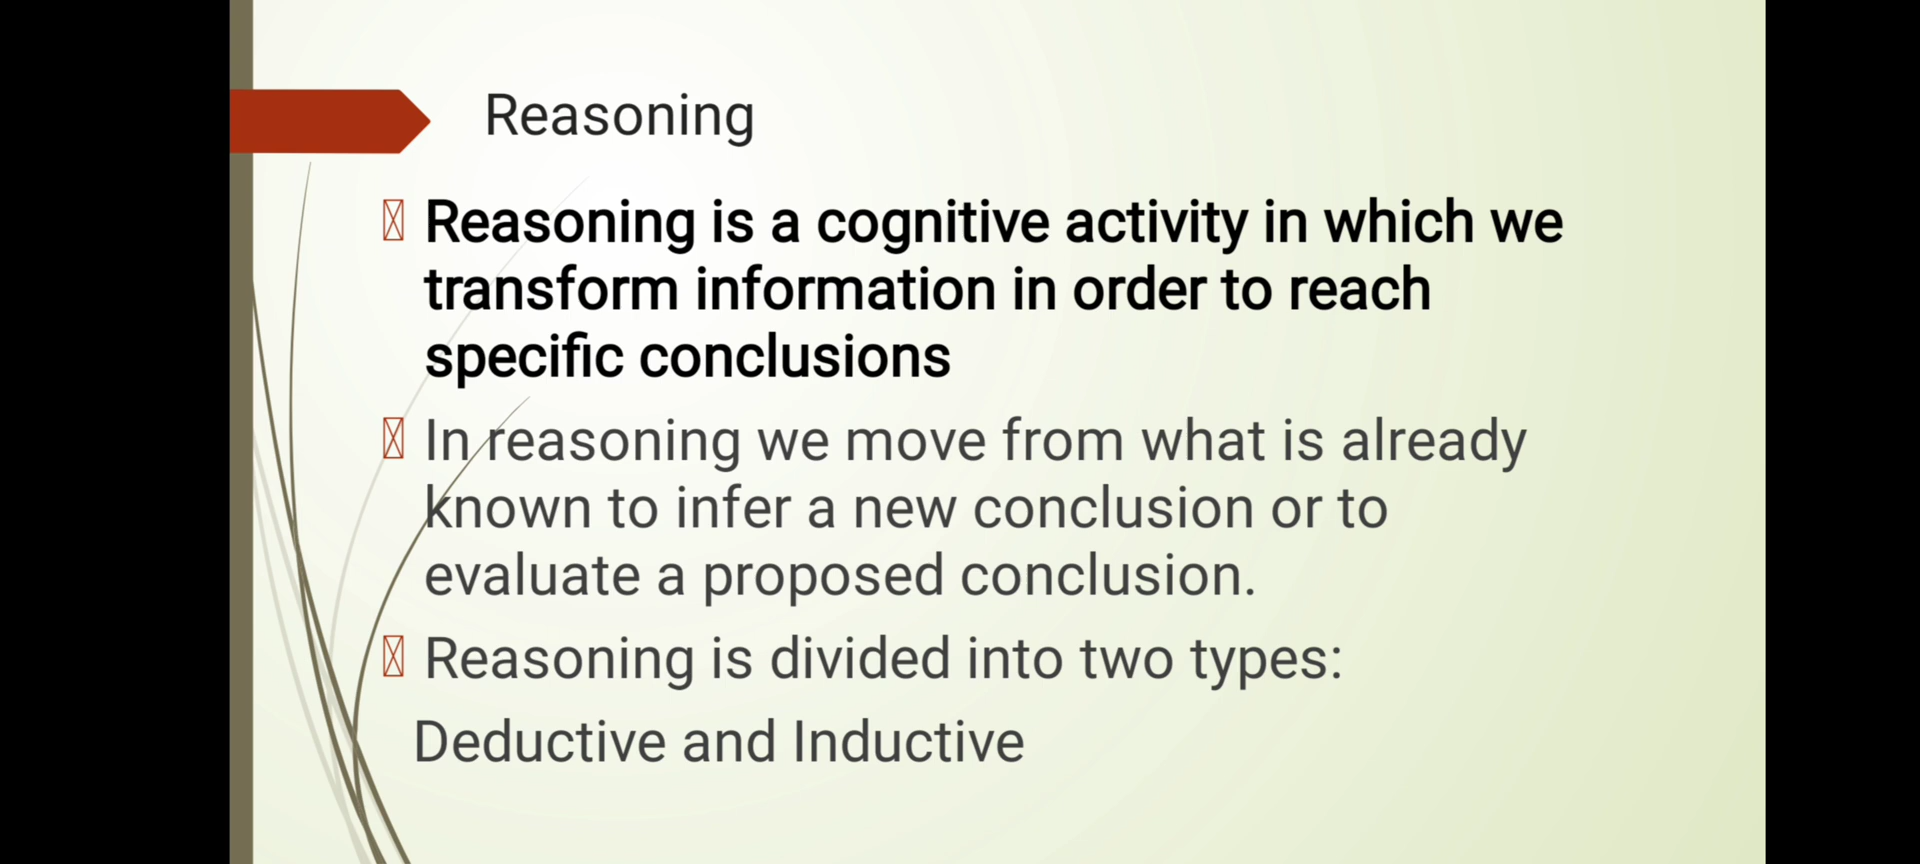 Reasoning
Reasoning is a cognitive activity in which we
transform information in order to reach
specific conclusions
In reasoning we move from what is already
known to infer a new conclusion or to
evaluate a proposed conclusion.
Reasoning is divided into two types:
Deductive and Inductive